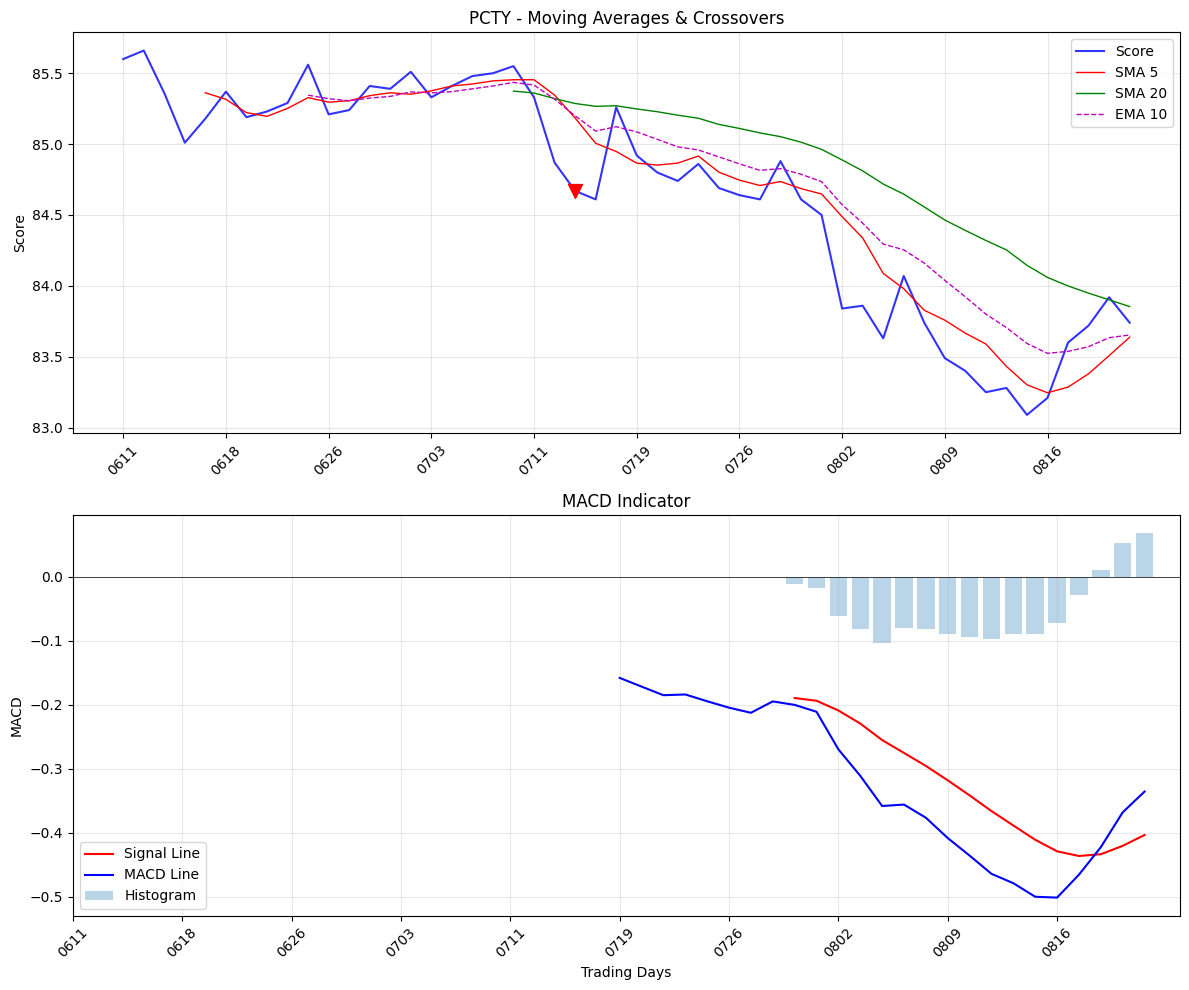 PCTY - Moving Averages & Crossovers
Score
85.5
85.0
84.5
84.0
83.5
83.0
Score
SMA 5
SMA 20
EMA 10
0611
0618
0626
0703
0711
0719
0726
0802
0809
0816
MACD Indicator
MACD
0.0
−0.1
−0.2
−0.3
−0.4
−0.5
Signal Line
MACD Line
Histogram
0611
0618
0626
0703
0711
0719
0726
0802
0809
0816
Trading Days